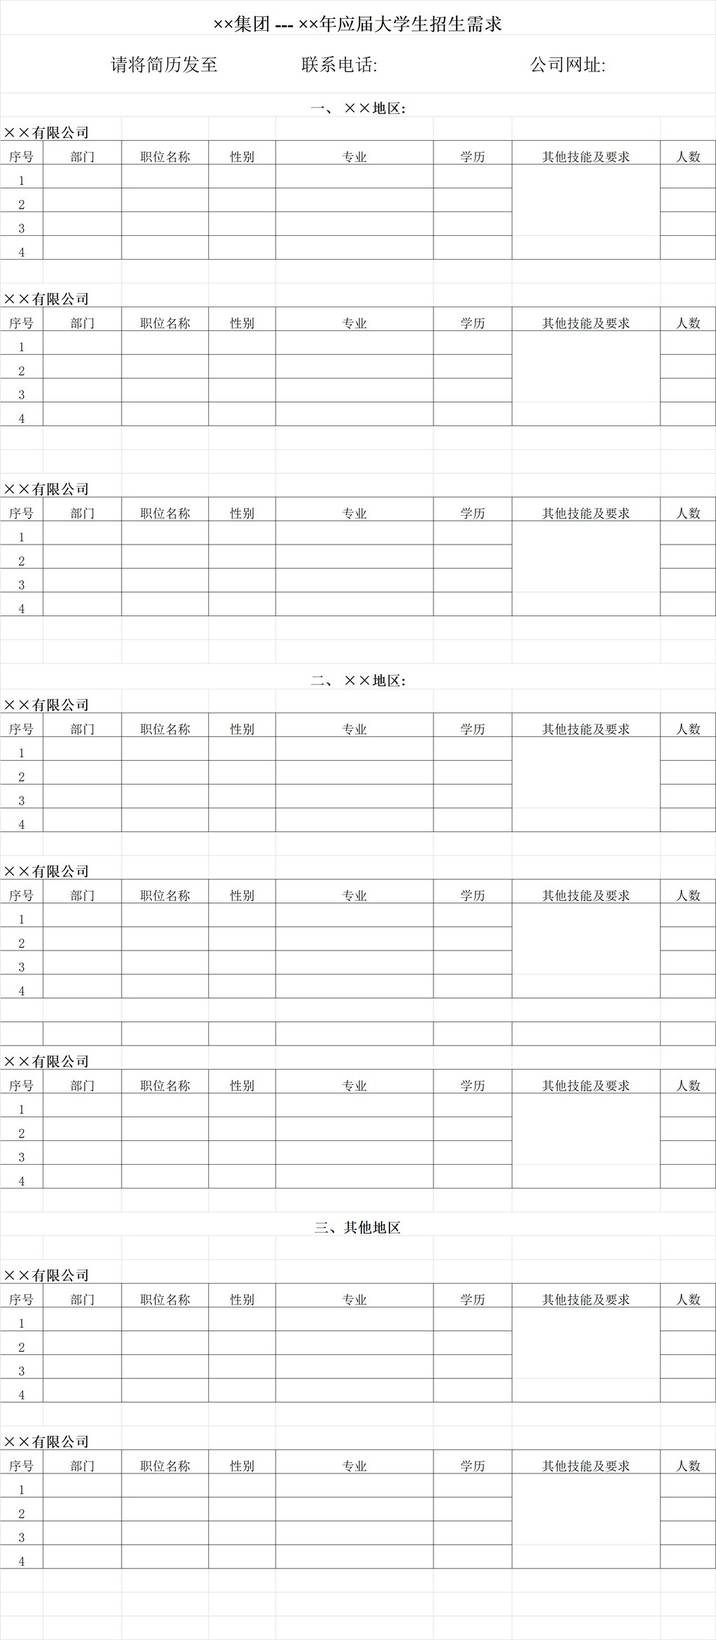 ××集团 --- ××年应届大学生招生需求
请将简历发至 联系电话: 公司网址:
一、 ××地区:
××有限公司
序号 部门 职位名称 性别 专业 学历 其他技能及要求 人数
1
2
3
4
××有限公司
序号 部门 职位名称 性别 专业 学历 其他技能及要求 人数
1
2
3
4
××有限公司
序号 部门 职位名称 性别 专业 学历 其他技能及要求 人数
1
2
3
4
二、 ××地区:
××有限公司
序号 部门 职位名称 性别 专业 学历 其他技能及要求 人数
1
2
3
4
××有限公司
序号 部门 职位名称 性别 专业 学历 其他技能及要求 人数
1
2
3
4
××有限公司
序号 部门 职位名称 性别 专业 学历 其他技能及要求 人数
1
2
3
4
三、其他地区
××有限公司
序号 部门 职位名称 性别 专业 学历 其他技能及要求 人数
1
2
3
4
××有限公司
序号 部门 职位名称 性别 专业 学历 其他技能及要求 人数
1
2
3
4